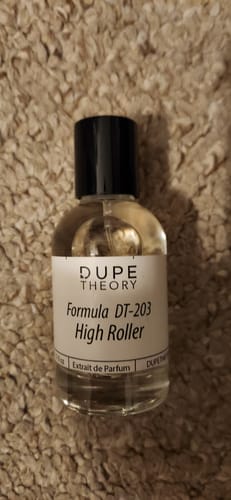 DUPE
THEORY
Formula DT-203
High Roller
Extrait de Parfum